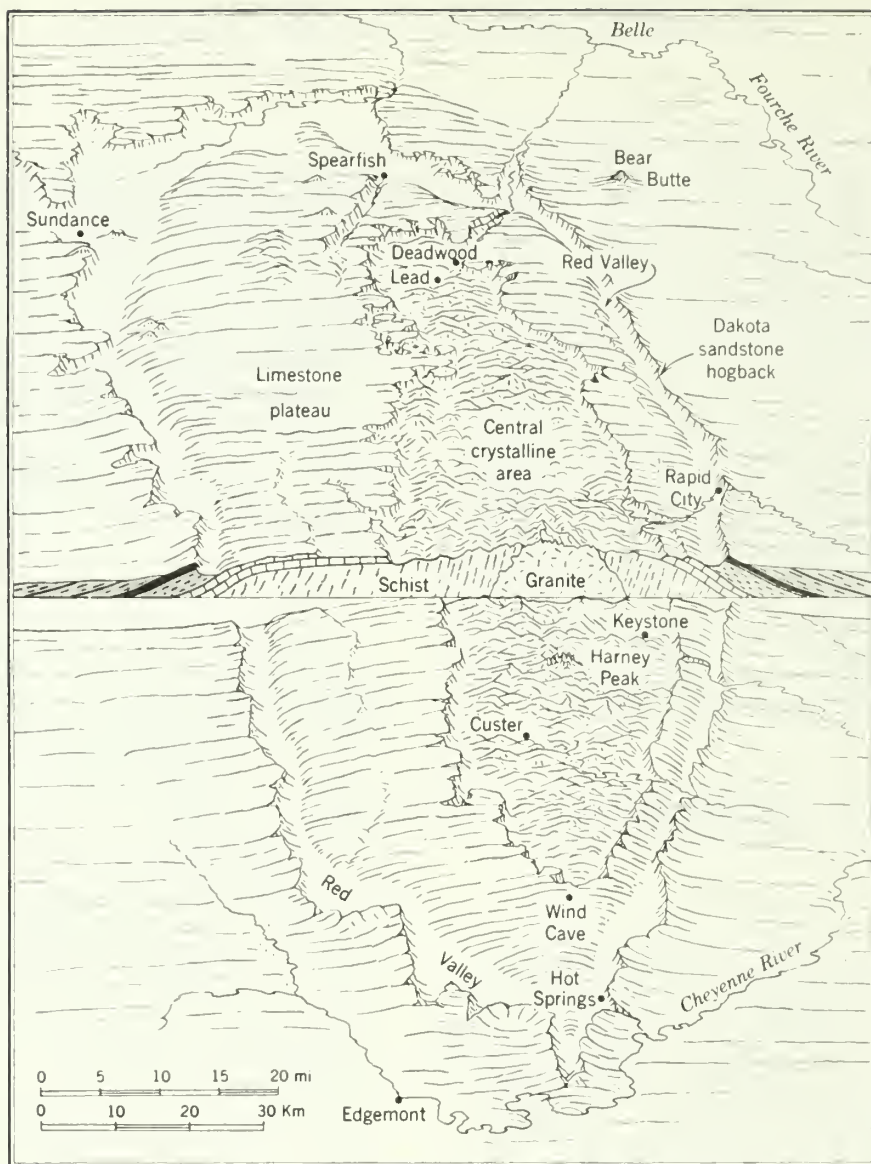 Belle
Fourche River
Spearfish
Bear
Butte
Sundance
Deadwood
Lead
Red Valley
Dakota
sandstone
hogback
Limestone
plateau
Central
crystalline
area
Rapid
City
Schist
Granite
Keystone
Harney
Peak
Custer
Red
Valley
Wind
Cave
Hot
Springs
Cheyenne River
0 5 10 15 20 mi
0 10 20 30 Km
Edgemont